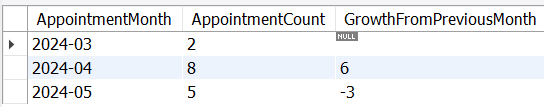 AppointmentMonth AppointmentCount GrowthFromPreviousMonth
2024-03 2 NULL
2024-04 8 6
2024-05 5 -3